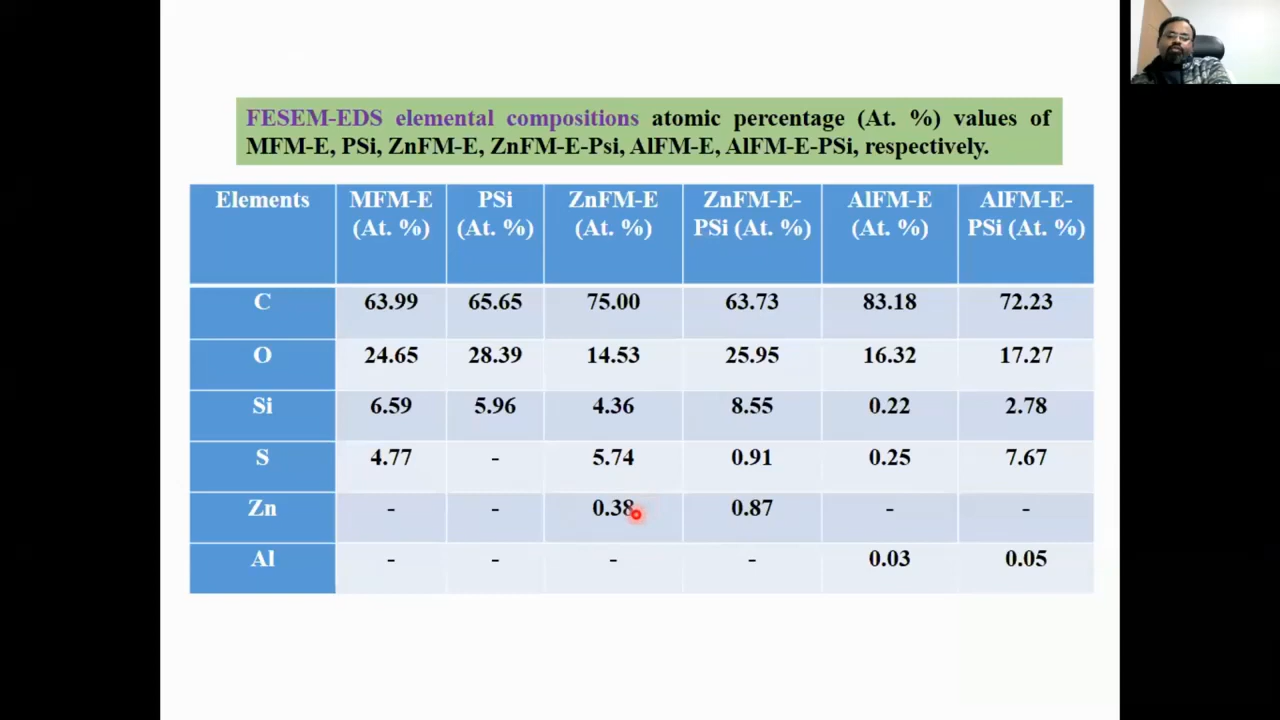 FESEM-EDS elemental compositions atomic percentage (At. %) values of
MFM-E, PSi, ZnFM-E, ZnFM-E-Psi, AlFM-E, AlFM-E-PSi, respectively.
Elements MFM-E (At. %) PSi (At. %) ZnFM-E (At. %) ZnFM-E-PSi (At. %) AlFM-E (At. %) AlFM-E-PSi (At. %)
C 63.99 65.65 75.00 63.73 83.18 72.23
O 24.65 28.39 14.53 25.95 16.32 17.27
Si 6.59 5.96 4.36 8.55 0.22 2.78
S 4.77 - 5.74 0.91 0.25 7.67
Zn - - 0.38 0.87 - -
Al - - - - 0.03 0.05